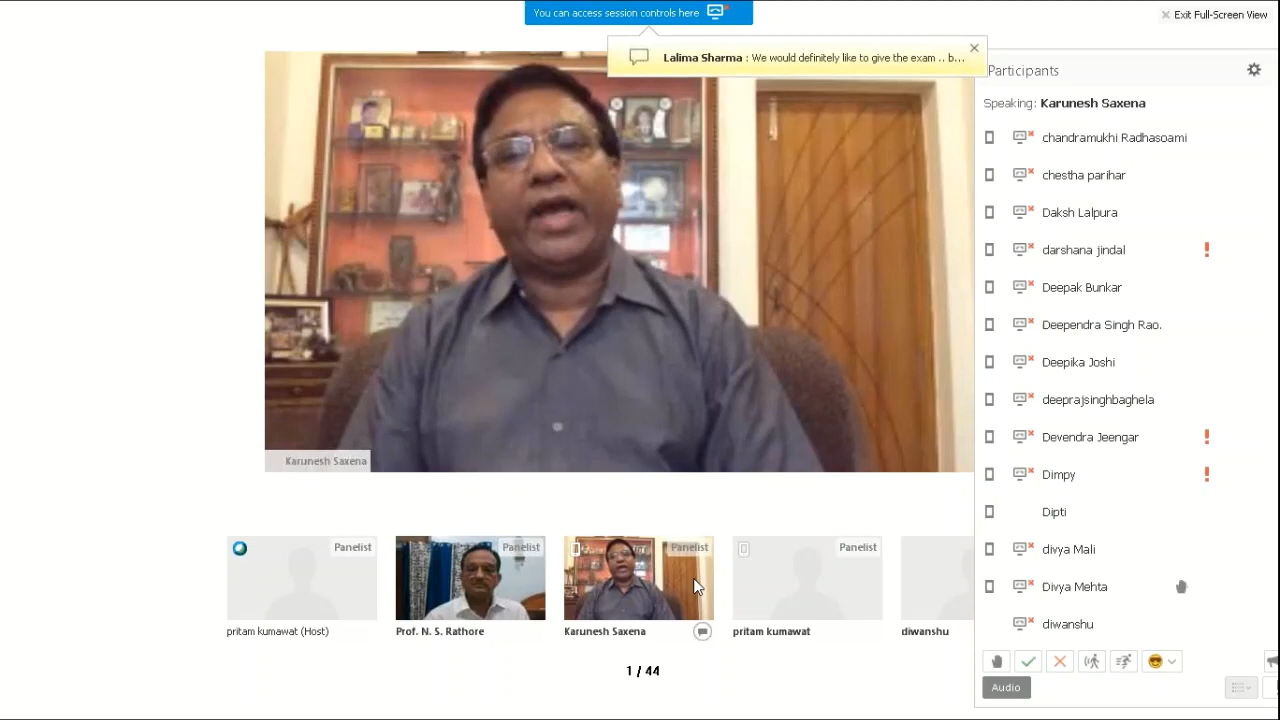 You can access session controls here
Exit Full-Screen View
Lalima Sharma : We would definitely like to give the exam .. b...
Participants
Speaking: Karunesh Saxena
chandramukhi Radhasoami
chestha parihar
Daksh Lalpura
darshana jindal
Deepak Bunkar
Deependra Singh Rao.
Deepika Joshi
deeprajsinghbaghela
Devendra Jeengar
Dimpy
Dipti
divya Mali
Divya Mehta
diwanshu
Audio
Karunesh Saxena
Panelist
Panelist
Panelist
Panelist
pritam kumawat (Host)
Prof. N. S. Rathore
Karunesh Saxena
pritam kumawat
diwanshu
1 / 44